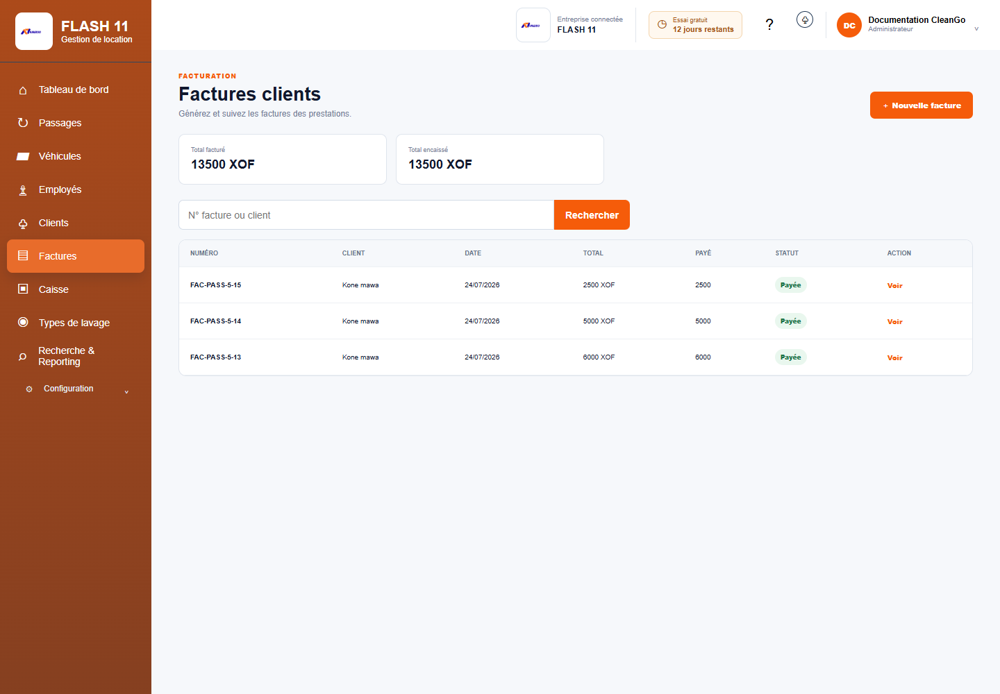 FLASH 11
Gestion de location
Tableau de bord
Passages
Véhicules
Employés
Clients
Factures
Caisse
Types de lavage
Recherche &
Reporting
Configuration
Entreprise connectée
FLASH 11
Essai gratuit
12 jours restants
?
DC
Documentation CleanGo
Administrateur
FACTURATION
Factures clients
Générez et suivez les factures des prestations.
+ Nouvelle facture
Total facturé
13500 XOF
Total encaissé
13500 XOF
N° facture ou client
Rechercher
NUMÉRO CLIENT DATE TOTAL PAYÉ STATUT ACTION
FAC-PASS-5-15 Kone mawa 24/07/2026 2500 XOF 2500 Payée Voir
FAC-PASS-5-14 Kone mawa 24/07/2026 5000 XOF 5000 Payée Voir
FAC-PASS-5-13 Kone mawa 24/07/2026 6000 XOF 6000 Payée Voir